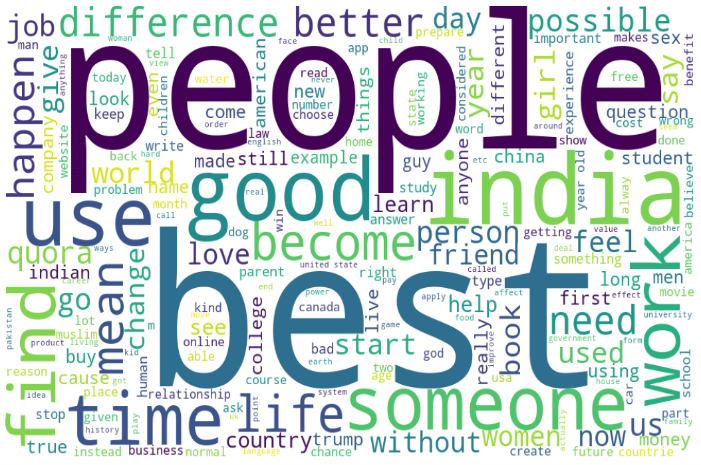 job
difference
better
day
possible
man
woman
face
app
child
prepare
important
makes
sex
people
anything
tell
view
water
never
today
look
keep
give
happen
company
website
even
children
american
come
order
read
new
number
choose
law
things
state
working
year
considered
different
girl
experience
say
benefit
free
question
cost
wrong
idea
write
english
home
word
around
show
done
back
hard
made
still
example
guy
anyone
china
etc
student
world
problem
name
month
call
good
real
win
learn
study
answer
india
year old
alway
put
believe
america
use
dog
well
quora
ways
love
become
person
friend
getting
value
deal
another
feel
something
indian
career
mean
change
parent
united state
right
called
type
long
men
movie
find
go
lot
muslim
m
best
kind
see
online
able
end
power
canada
live
pay
apply
affect
help
first
effect
need
work
university
school
pakistan
product
living
buy
kid
human
move
college
start
bad
game
food
god
really
book
improve
government
used
form
using
car
house
reason
cause
place
got
relationship
course
earth
two
age
system
someone
usa
idea
stop
given
play
time
life
us
part
family
true
history
uk
ask
point
country
trump
without
women
actually
now
money
instead
business
normal
language
chance
create
future
countrie